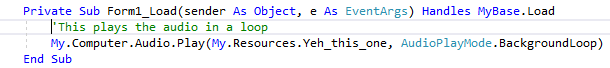 Private Sub Form1_Load(sender As Object, e As EventArgs) Handles MyBase.Load
'This plays the audio in a loop
My.Computer.Audio.Play(My.Resources.Yeh_this_one, AudioPlayMode.BackgroundLoop)
End Sub